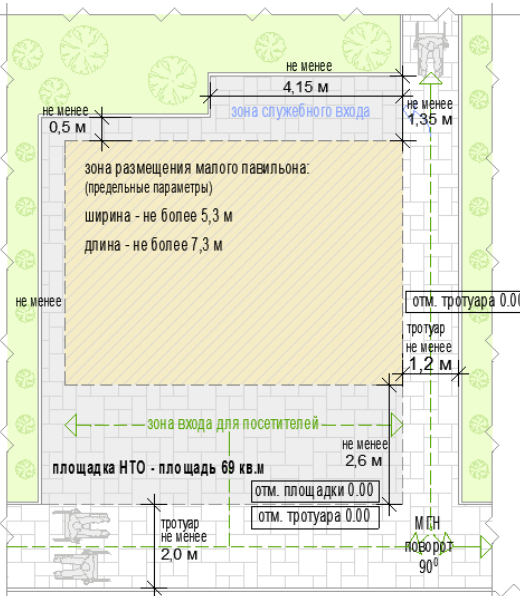 не менее
4,15 м
не менее
0,5 м
зона служебного входа
не менее
1,35 м
зона размещения малого павильона:
(предельные параметры)
ширина - не более 5,3 м
длина - не более 7,3 м
не менее
отм. тротуара 0.00
тротуар
не менее
1,2 м
зона входа для посетителей
не менее
2,6 м
площадка НТО - площадь 69 кв.м
отм. площадки 0.00
отм. тротуара 0.00
тротуар
не менее
2,0 м
МГН
поворот
90⁰